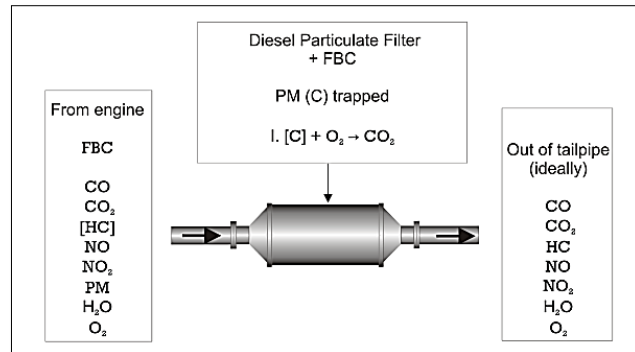 Diesel Particulate Filter
+ FBC
PM (C) trapped
I. [C] + O₂ → CO₂
From engine
FBC
CO
CO₂
[HC]
NO
NO₂
PM
H₂O
O₂
Out of tailpipe
(ideally)
CO
CO₂
HC
NO
NO₂
H₂O
O₂